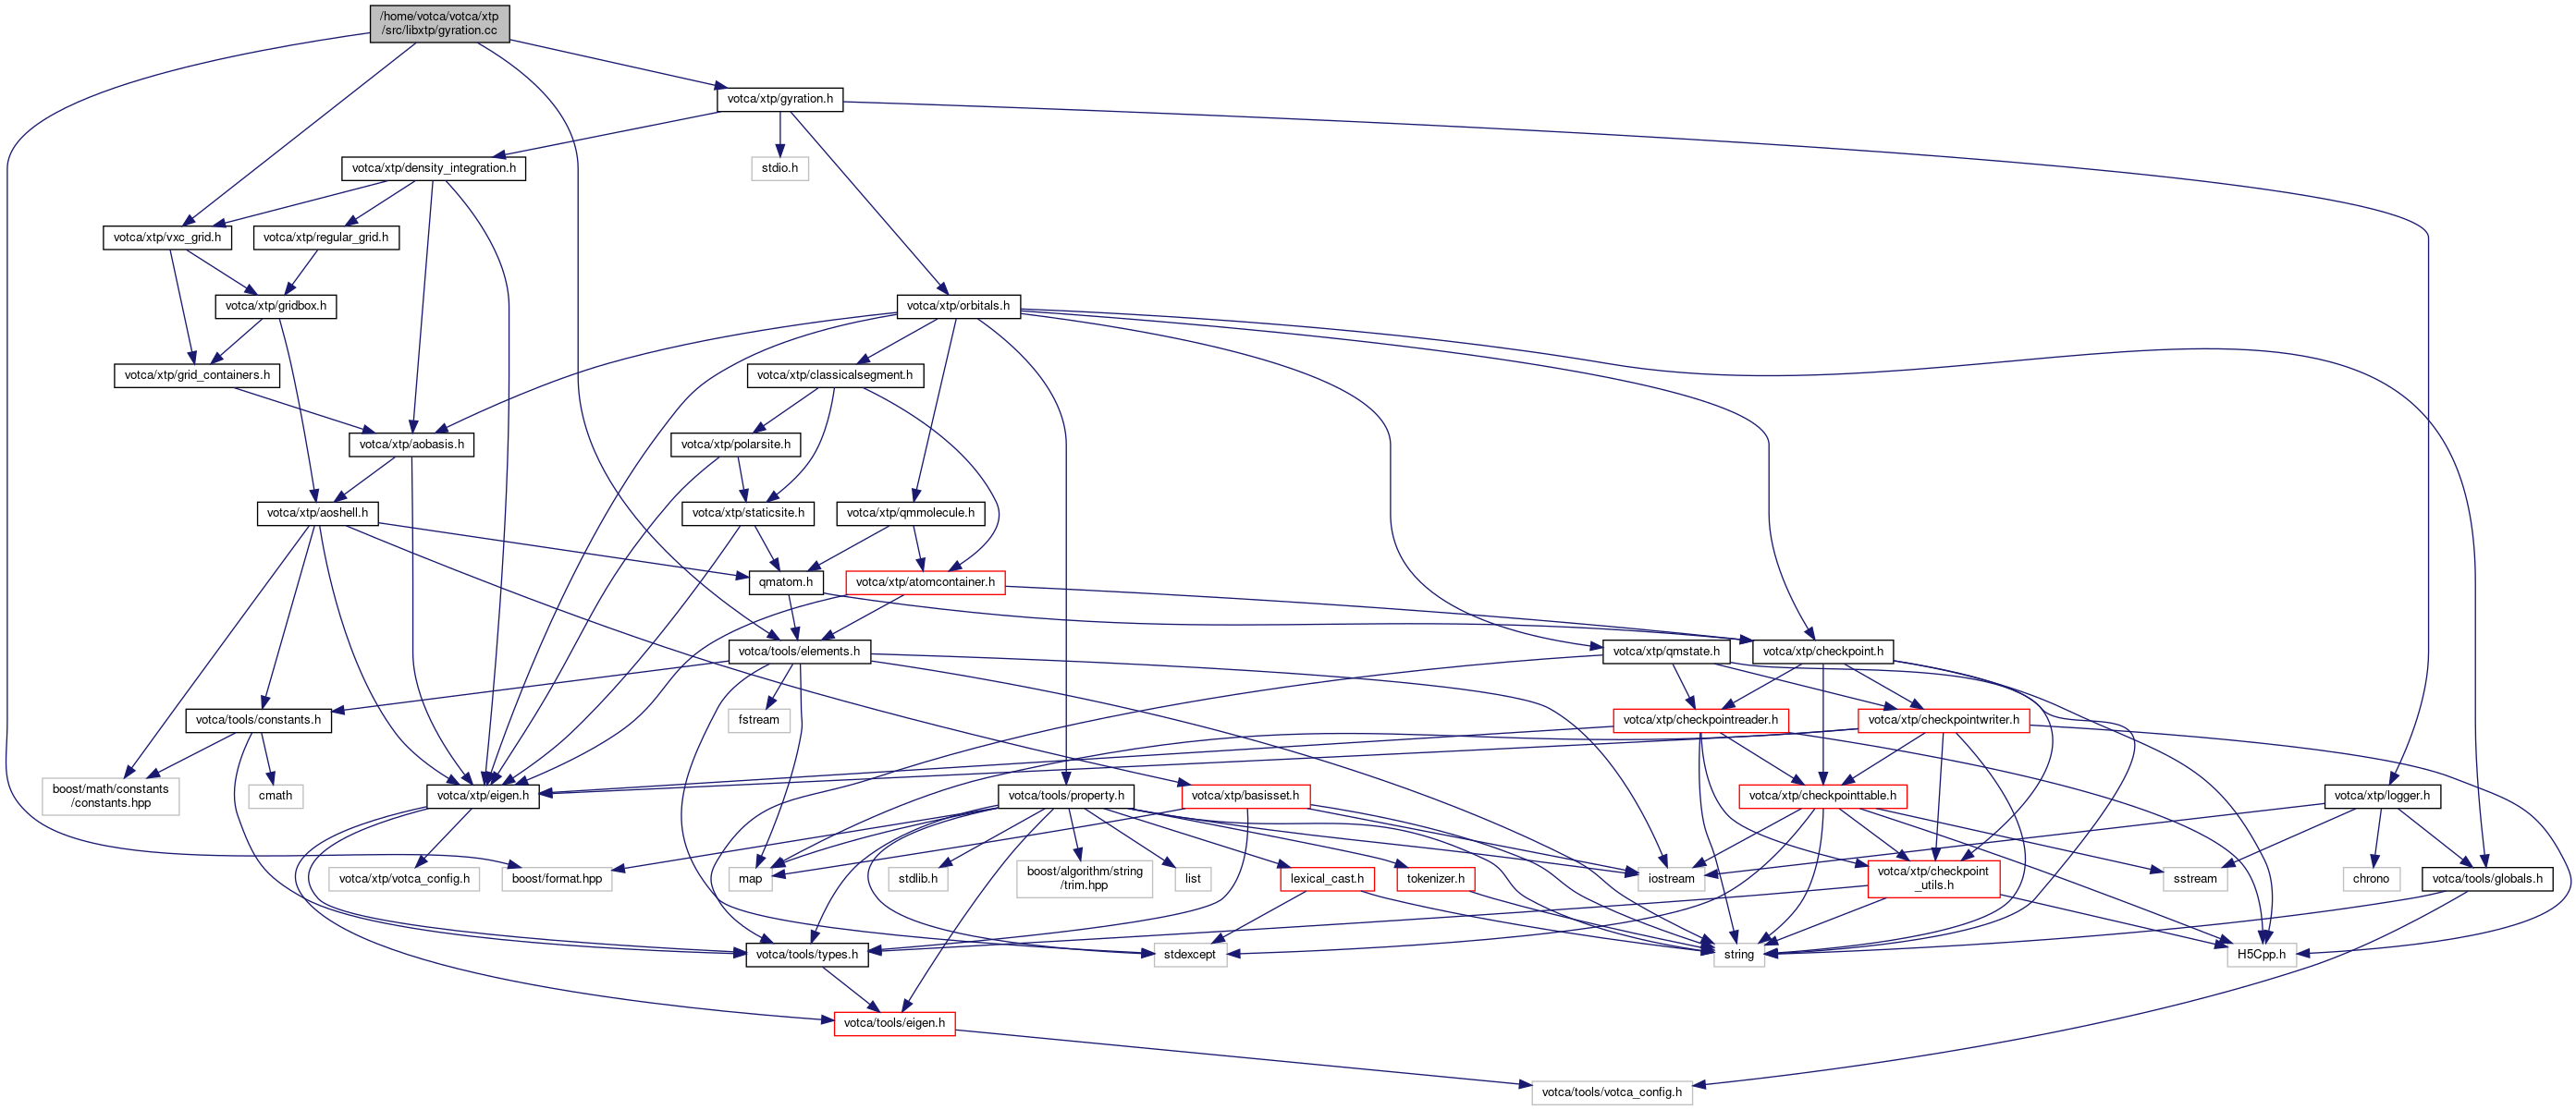 /home/votca/votca/xtp
/src/libxtp/gyration.cc
votca/xtp/gyration.h
votca/xtp/density_integration.h
stdio.h
votca/xtp/vxc_grid.h
votca/xtp/regular_grid.h
votca/xtp/gridbox.h
votca/xtp/orbitals.h
votca/xtp/grid_containers.h
votca/xtp/classicalsegment.h
votca/xtp/aobasis.h
votca/xtp/polarsite.h
votca/xtp/aoshell.h
votca/xtp/staticsite.h
votca/xtp/qmmolecule.h
qmatom.h
votca/xtp/atomcontainer.h
votca/tools/elements.h
votca/xtp/qmstate.h
votca/xtp/checkpoint.h
votca/tools/constants.h
fstream
votca/xtp/checkpointreader.h
votca/xtp/checkpointwriter.h
boost/math/constants
/constants.hpp
cmath
votca/xtp/eigen.h
votca/tools/property.h
votca/xtp/basisset.h
votca/xtp/checkpointtable.h
votca/xtp/logger.h
votca/xtp/votca_config.h
boost/format.hpp
map
stdlib.h
boost/algorithm/string
/trim.hpp
list
lexical_cast.h
tokenizer.h
iostream
votca/xtp/checkpoint
_utils.h
sstream
chrono
votca/tools/globals.h
votca/tools/types.h
stdexcept
string
H5Cpp.h
votca/tools/eigen.h
votca/tools/votca_config.h